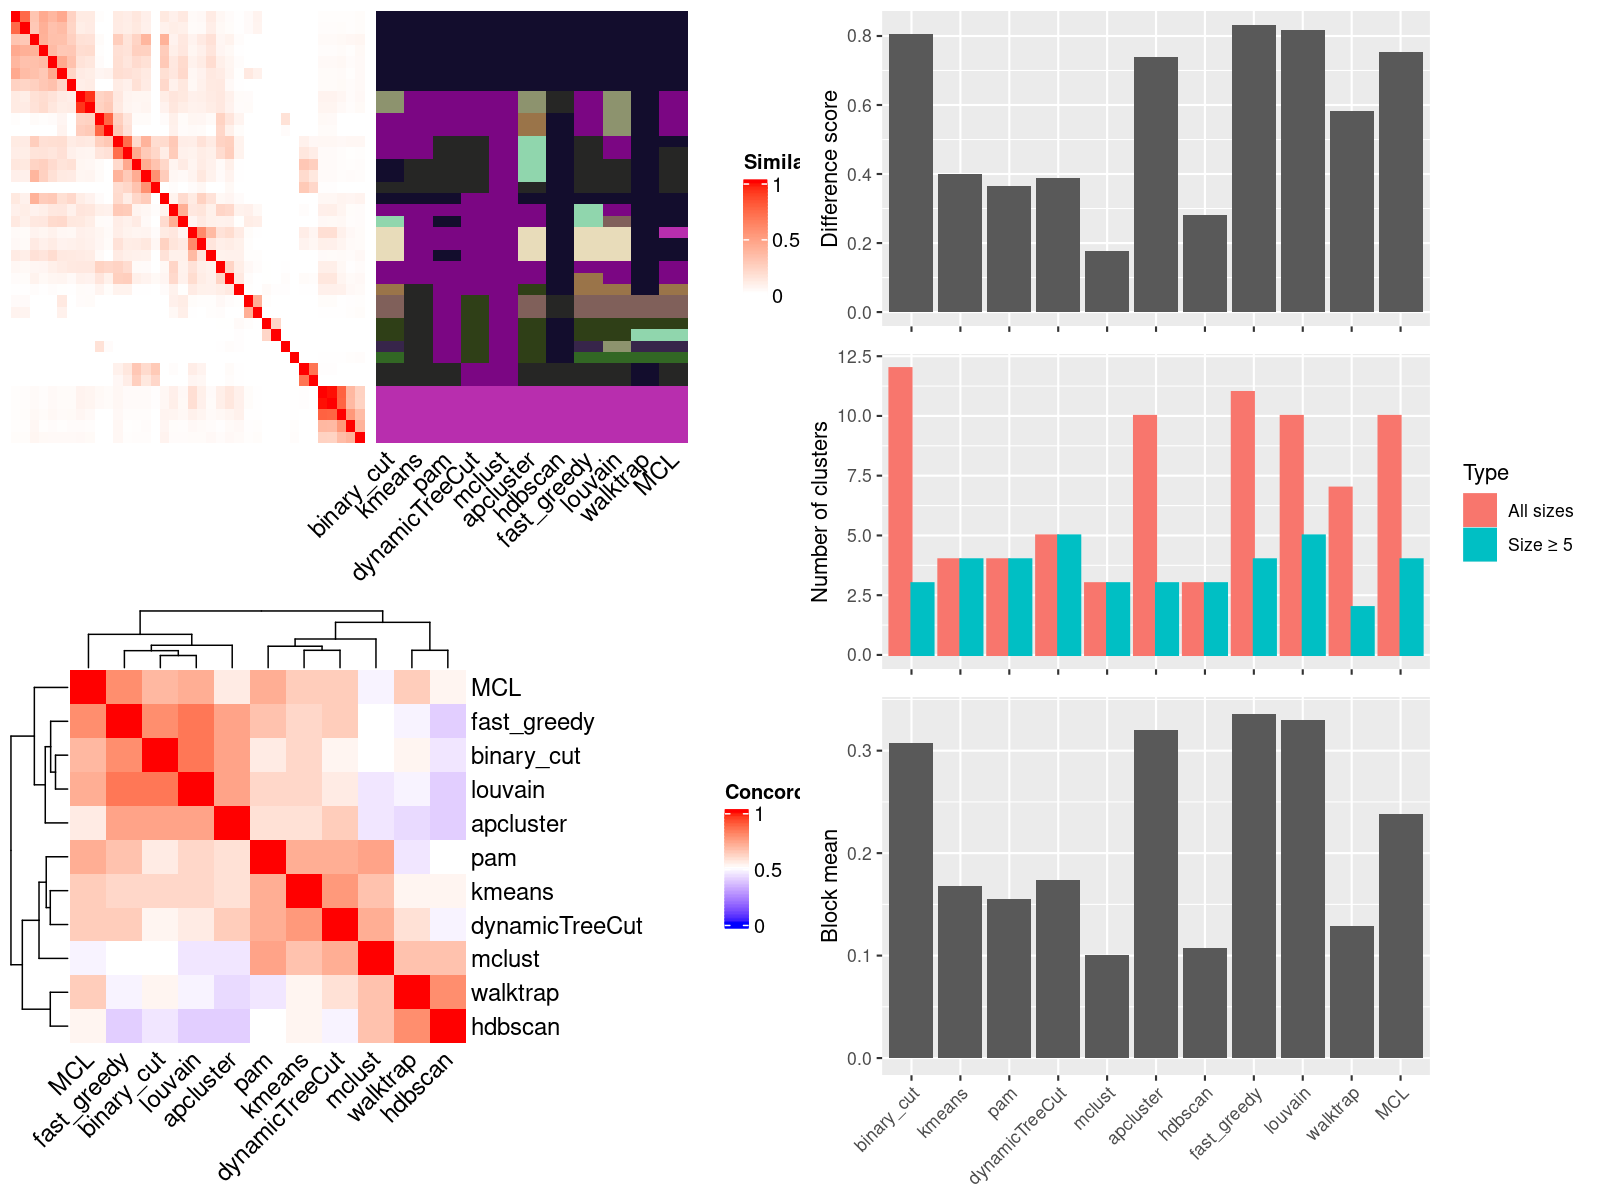 Simila
1
0.5
0
binary_cut
kmeans
pam
dynamicTreeCut
mclust
apcluster
hdbscan
fast_greedy
louvain
walktrap
MCL
MCL
fast_greedy
binary_cut
louvain
apcluster
pam
kmeans
dynamicTreeCut
mclust
walktrap
hdbscan
Concord
1
0.5
0
MCL
fast_greedy
binary_cut
louvain
apcluster
pam
kmeans
dynamicTreeCut
mclust
walktrap
hdbscan
Difference score
0.8
0.6
0.4
0.2
0.0
Number of clusters
12.5
10.0
7.5
5.0
2.5
0.0
Type
All sizes
Size ≥ 5
Block mean
0.3
0.2
0.1
0.0
binary_cut
kmeans
pam
dynamicTreeCut
mclust
apcluster
hdbscan
fast_greedy
louvain
walktrap
MCL